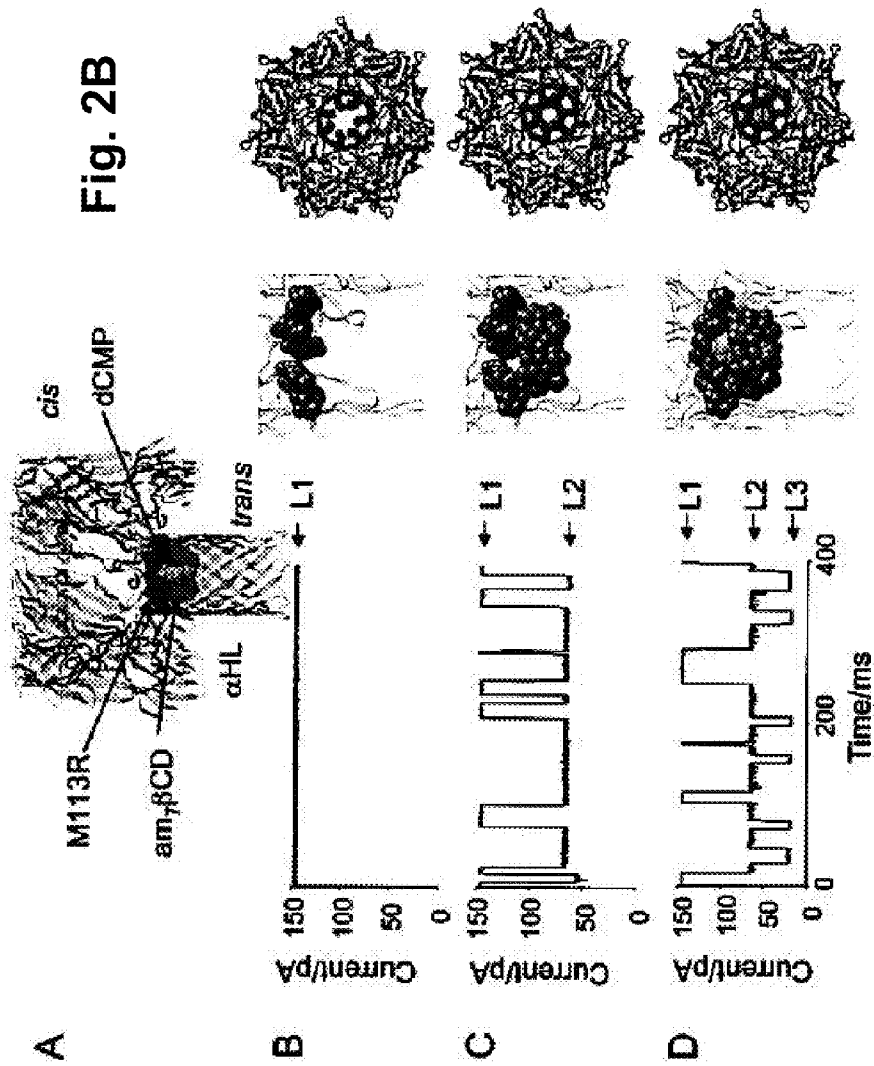 Fig. 2B
A
cis
dCMP
M113R
am₇βCD
αHL
trans
B
Current/pA
150
100
50
0
L1
C
Current/pA
150
100
50
0
L1
L2
D
Current/pA
150
100
50
0
L1
L2
L3
0
200
400
Time/ms